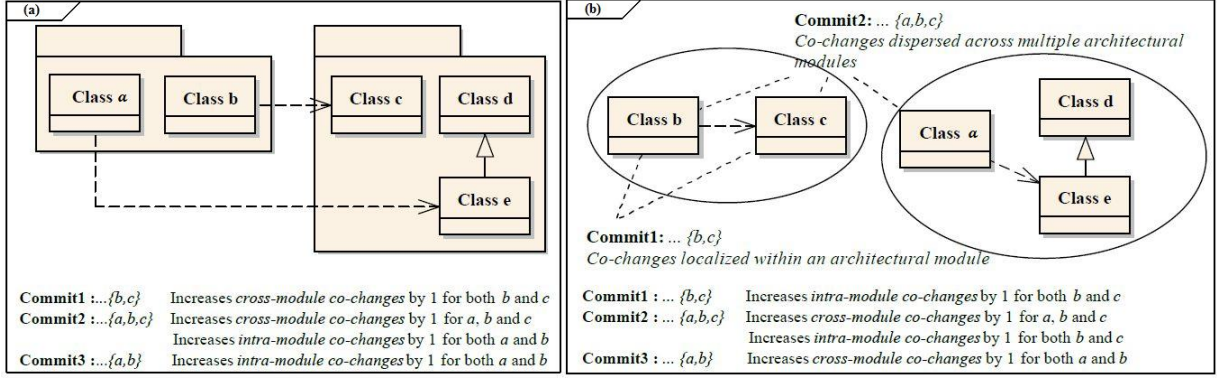 (a)
Class a
Class b
Class c
Class d
Class e
Commit1 :...{b,c} Increases cross-module co-changes by 1 for both b and c
Commit2 :...{a,b,c} Increases cross-module co-changes by 1 for a, b and c
Increases intra-module co-changes by 1 for both a and b
Commit3 :...{a,b} Increases intra-module co-changes by 1 for both a and b
(b)
Commit2: ... {a,b,c}
Co-changes dispersed across multiple architectural
modules
Class b
Class c
Class a
Class d
Class e
Commit1: ... {b,c}
Co-changes localized within an architectural module
Commit1 : ... {b,c} Increases intra-module co-changes by 1 for both b and c
Commit2 : ... {a,b,c} Increases cross-module co-changes by 1 for a, b and c
Increases intra-module co-changes by 1 for both b and c
Commit3 : ... {a,b} Increases cross-module co-changes by 1 for both a and b